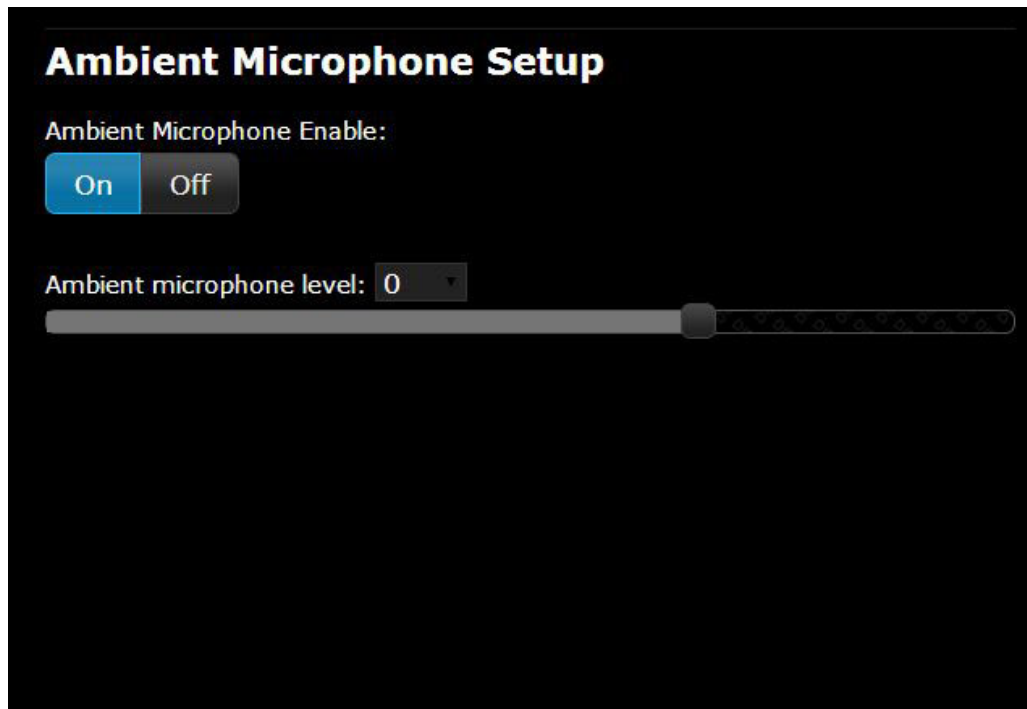 Ambient Microphone Setup
Ambient Microphone Enable:
On Off
Ambient microphone level: 0